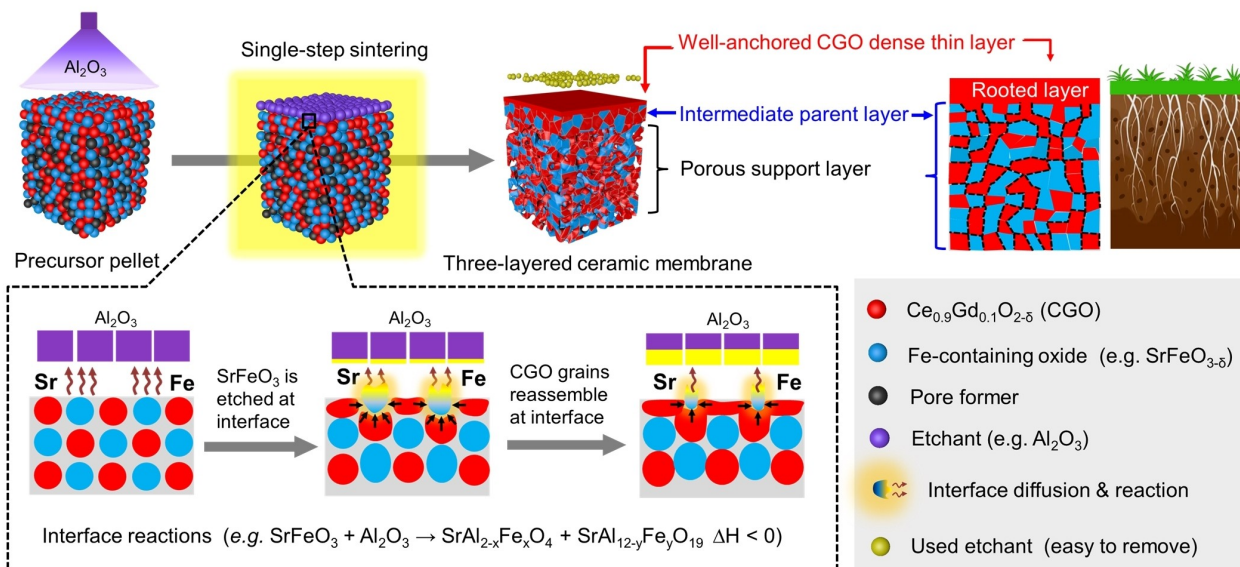 Al₂O₃
Single-step sintering
Well-anchored CGO dense thin layer
Rooted layer
Intermediate parent layer
Porous support layer
Precursor pellet
Three-layered ceramic membrane
Al₂O₃
Sr
Fe
SrFeO₃ is
etched at
interface
Al₂O₃
Sr
Fe
CGO grains
reassemble
at interface
Al₂O₃
Sr
Fe
Interface reactions (e.g. SrFeO₃ + Al₂O₃ → SrAl₂₋ₓFeₓO₄ + SrAl₁₂₋yFeyO₁₉ ΔH < 0)
Ce₀.₉Gd₀.₁O₂₋δ (CGO)
Fe-containing oxide (e.g. SrFeO₃₋δ)
Pore former
Etchant (e.g. Al₂O₃)
Interface diffusion & reaction
Used etchant (easy to remove)